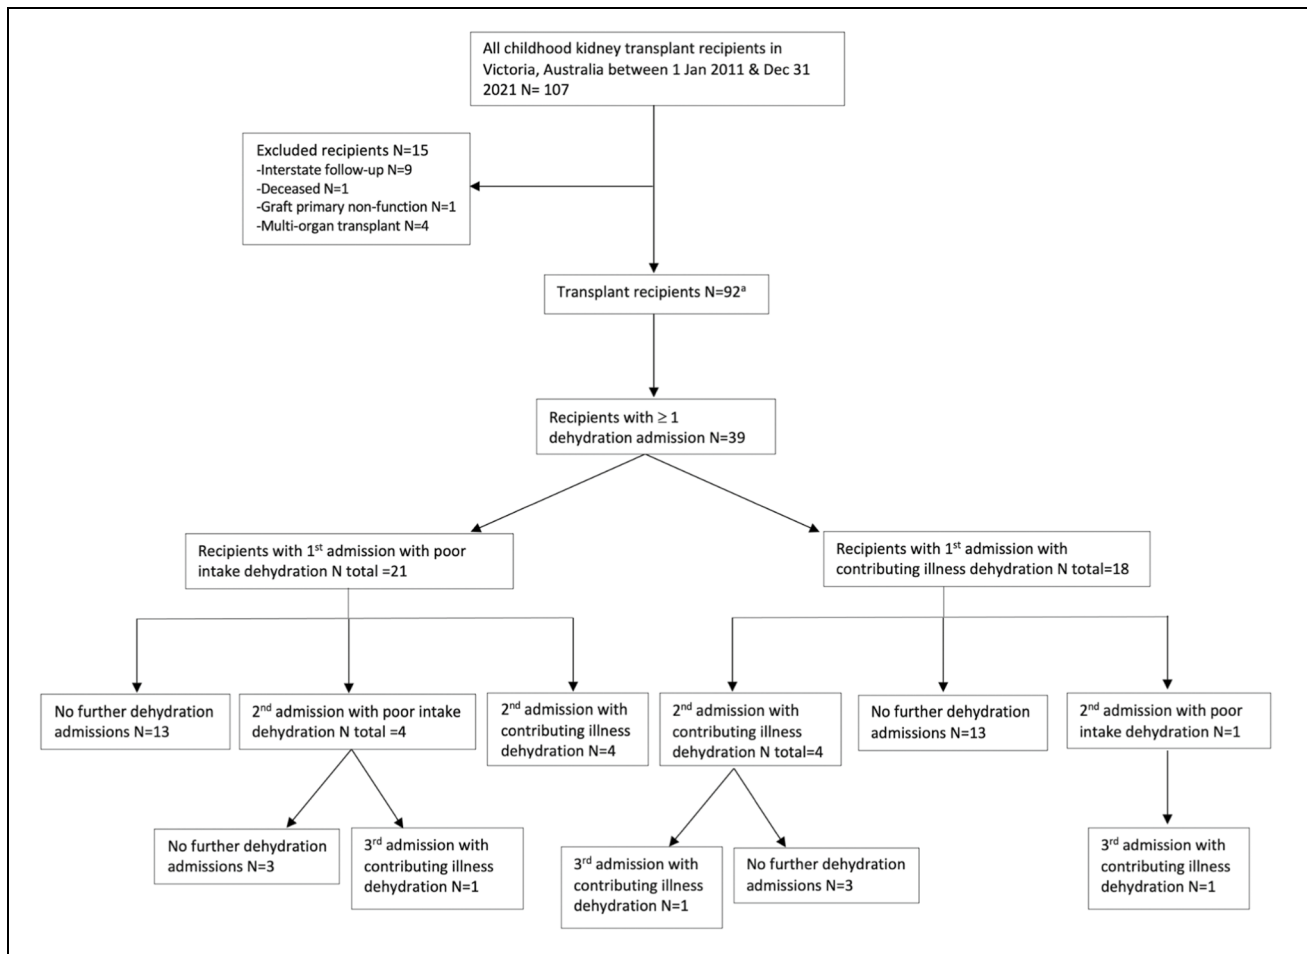 All childhood kidney transplant recipients in
Victoria, Australia between 1 Jan 2011 & Dec 31
2021 N= 107
Excluded recipients N=15
-Interstate follow-up N=9
-Deceased N=1
-Graft primary non-function N=1
-Multi-organ transplant N=4
Transplant recipients N=92ᵃ
Recipients with ≥ 1
dehydration admission N=39
Recipients with 1ˢᵗ admission with poor
intake dehydration N total =21
Recipients with 1ˢᵗ admission with
contributing illness dehydration N total=18
No further dehydration
admissions N=13
2ⁿᵈ admission with poor intake
dehydration N total =4
2ⁿᵈ admission with
contributing illness
dehydration N=4
2ⁿᵈ admission with
contributing illness
dehydration N total=4
No further dehydration
admissions N=13
2ⁿᵈ admission with poor
intake dehydration N=1
No further dehydration
admissions N=3
3ʳᵈ admission with
contributing illness
dehydration N=1
3ʳᵈ admission with
contributing illness
dehydration N=1
No further dehydration
admissions N=3
3ʳᵈ admission with
contributing illness
dehydration N=1